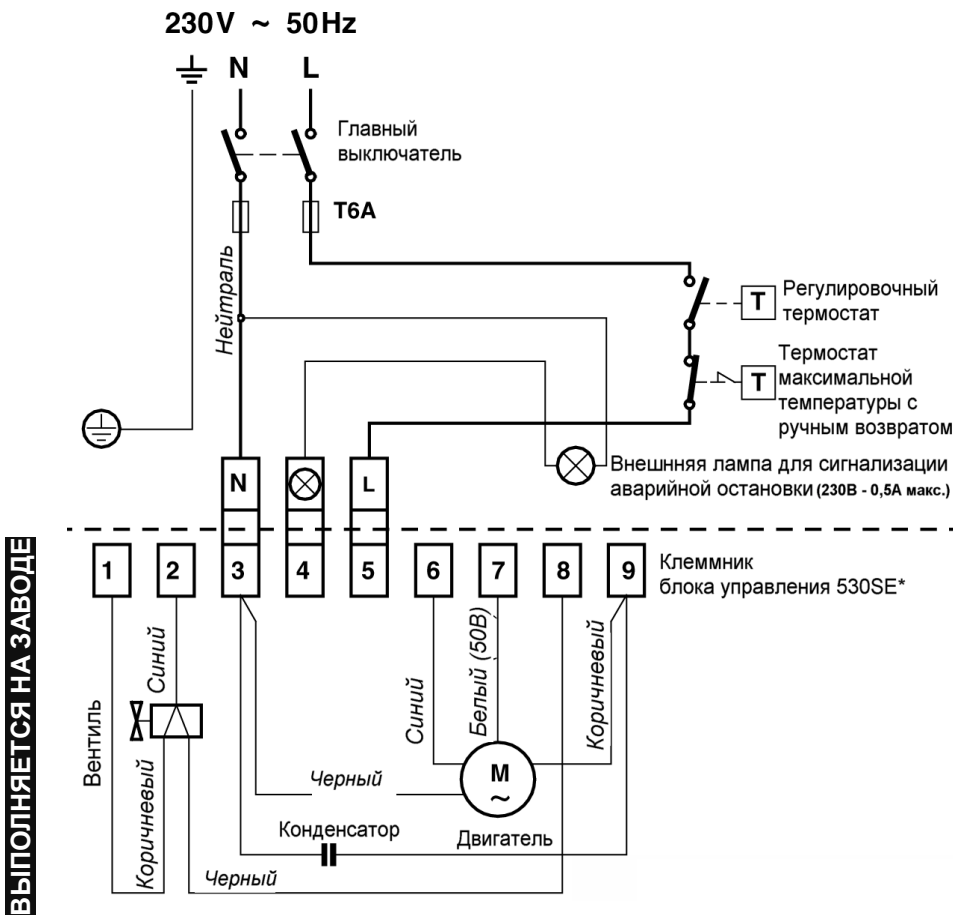 230V ~ 50Hz
N L
Главный
выключатель
T6A
Нейтраль
T
Регулировочный
термостат
T
Термостат
максимальной
температуры с
ручным возвратом
Внешнняя лампа для сигнализации
аварийной остановки (230В - 0,5А макс.)
N L
1 2 3 4 5 6 7 8 9
Клеммник
блока управления 530SE*
ВЫПОЛНЯЕТСЯ НА ЗАВОДЕ
Вентиль
Синий
Коричневый
Синий
Белый (50В)
Коричневый
Черный
M
~
Двигатель
Конденсатор
Черный